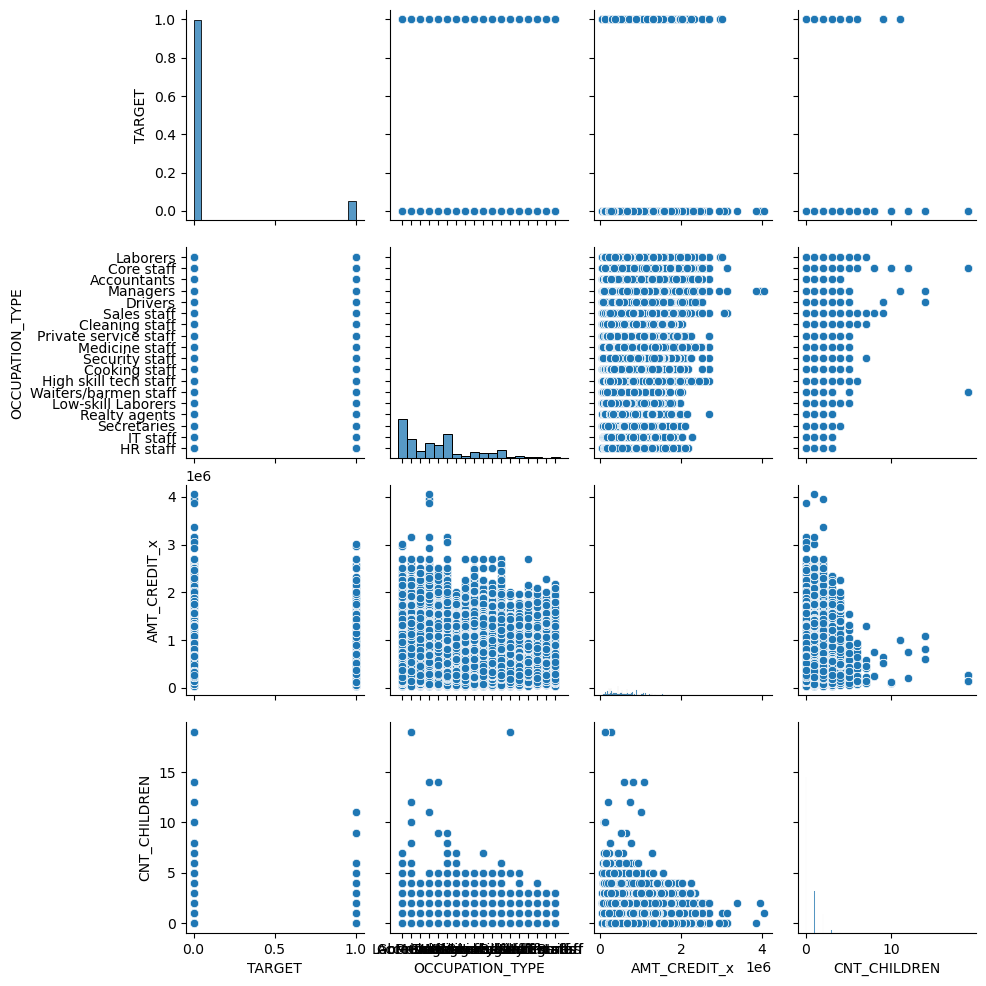 1.0
0.8
0.6
0.4
0.2
0.0
TARGET
Laborers
Core staff
Accountants
Managers
Drivers
Sales staff
Cleaning staff
Private service staff
Medicine staff
Security staff
Cooking staff
High skill tech staff
Waiters/barmen staff
Low-skill Laborers
Realty agents
Secretaries
IT staff
HR staff
OCCUPATION_TYPE
1e6
4
3
2
1
0
AMT_CREDIT_x
15
10
5
0
CNT_CHILDREN
0.0 0.5 1.0
TARGET
OCCUPATION_TYPE
0 2 4
1e6
AMT_CREDIT_x
0 10
CNT_CHILDREN